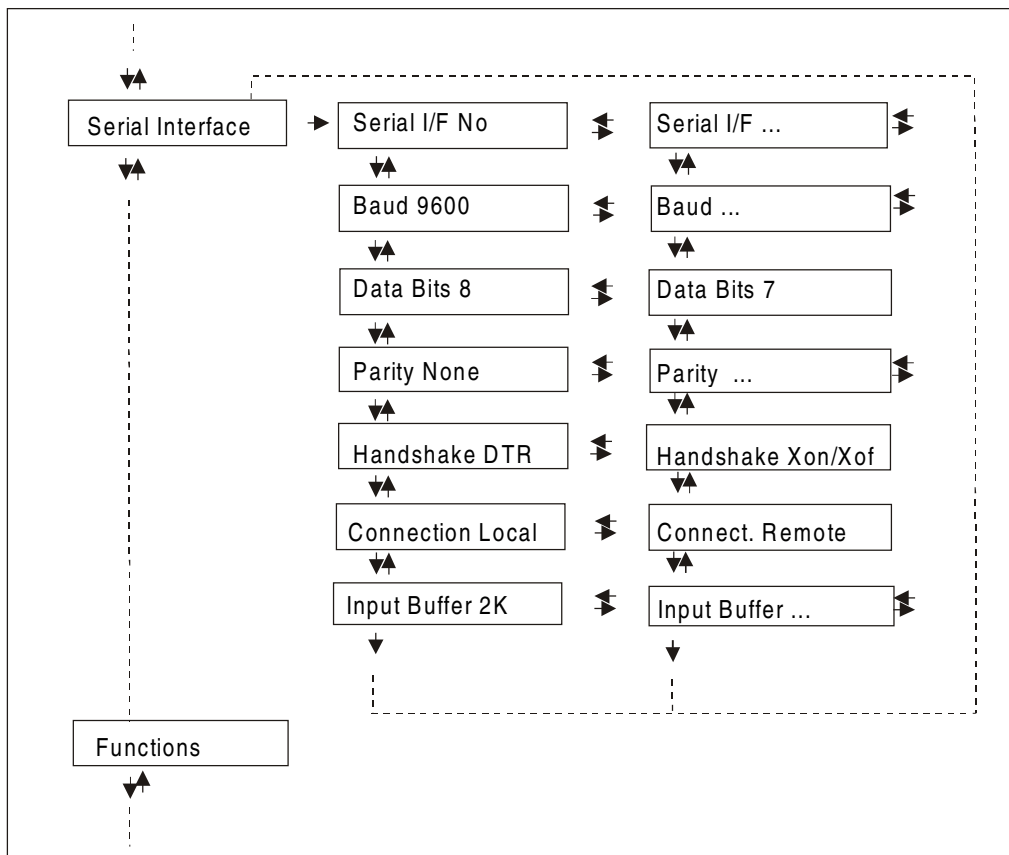 Serial Interface
Serial I/F No
Serial I/F ...
Baud 9600
Baud ...
Data Bits 8
Data Bits 7
Parity None
Parity ...
Handshake DTR
Handshake Xon/Xof
Connection Local
Connect. Remote
Input Buffer 2K
Input Buffer ...
Functions